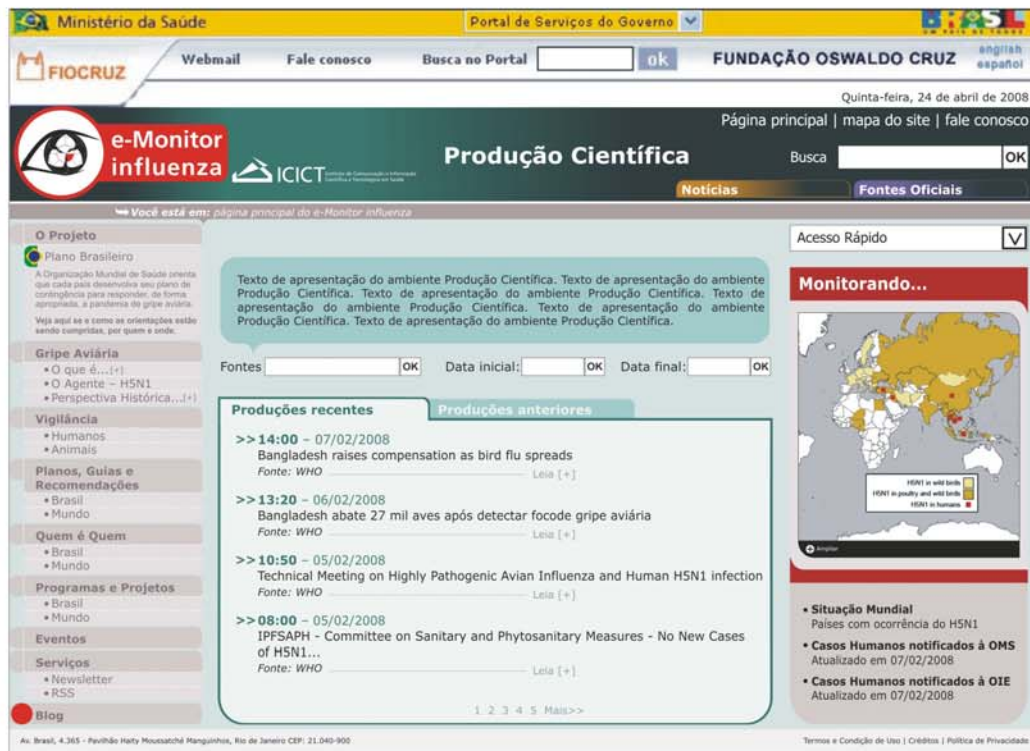 Ministério da Saúde
Portal de Serviços do Governo
BRASIL
UM PAÍS DE TODOS
FIOCRUZ
Webmail
Fale conosco
Busca no Portal
ok
FUNDAÇÃO OSWALDO CRUZ
english
español
Quinta-feira, 24 de abril de 2008
Página principal | mapa do site | fale conosco
e-Monitor
influenza
ICICT
Instituto de Comunicação e Informação
Científica e Tecnológica em Saúde
Produção Científica
Busca
OK
Notícias
Fontes Oficiais
Você está em: página principal do e-Monitor influenza
O Projeto
Plano Brasileiro
A Organização Mundial de Saúde orienta
que cada país desenvolva seu plano de
contingência para responder, de forma
apropriada, a pandemia de gripe aviária.
Veja aqui se e como as orientações estão
sendo cumpridas, por quem e onde.
Gripe Aviária
• O que é...[+]
• O Agente – H5N1
• Perspectiva Histórica...[+]
Vigilância
• Humanos
• Animais
Planos, Guias e
Recomendações
• Brasil
• Mundo
Quem é Quem
• Brasil
• Mundo
Programas e Projetos
• Brasil
• Mundo
Eventos
Serviços
• Newsletter
• RSS
Blog
Texto de apresentação do ambiente Produção Científica. Texto de apresentação do ambiente
Produção Científica. Texto de apresentação do ambiente Produção Científica. Texto de
apresentação do ambiente Produção Científica. Texto de apresentação do ambiente
Produção Científica. Texto de apresentação do ambiente Produção Científica.
Fontes
OK
Data inicial:
OK
Data final:
OK
Produções recentes
Produções anteriores
>>14:00 – 07/02/2008
Bangladesh raises compensation as bird flu spreads
Fonte: WHO
Leia [+]
>>13:20 – 06/02/2008
Bangladesh abate 27 mil aves após detectar focode gripe aviária
Fonte: WHO
Leia [+]
>>10:50 – 05/02/2008
Technical Meeting on Highly Pathogenic Avian Influenza and Human H5N1 infection
Fonte: WHO
Leia [+]
>>08:00 – 05/02/2008
IPFSAPH - Committee on Sanitary and Phytosanitary Measures - No New Cases
of H5N1...
Fonte: WHO
Leia [+]
1 2 3 4 5 Mais>>
Acesso Rápido
Monitorando...
H5N1 in wild birds
H5N1 in poultry and wild birds
H5N1 in humans
Ampliar
• Situação Mundial
Países com ocorrência do H5N1
• Casos Humanos notificados à OMS
Atualizado em 07/02/2008
• Casos Humanos notificados à OIE
Atualizado em 07/02/2008
Av. Brasil, 4.365 - Pavilhão Haity Moussatché Manguinhos, Rio de Janeiro CEP: 21.040-900
Termos e Condição de Uso | Créditos | Política de Privacidade